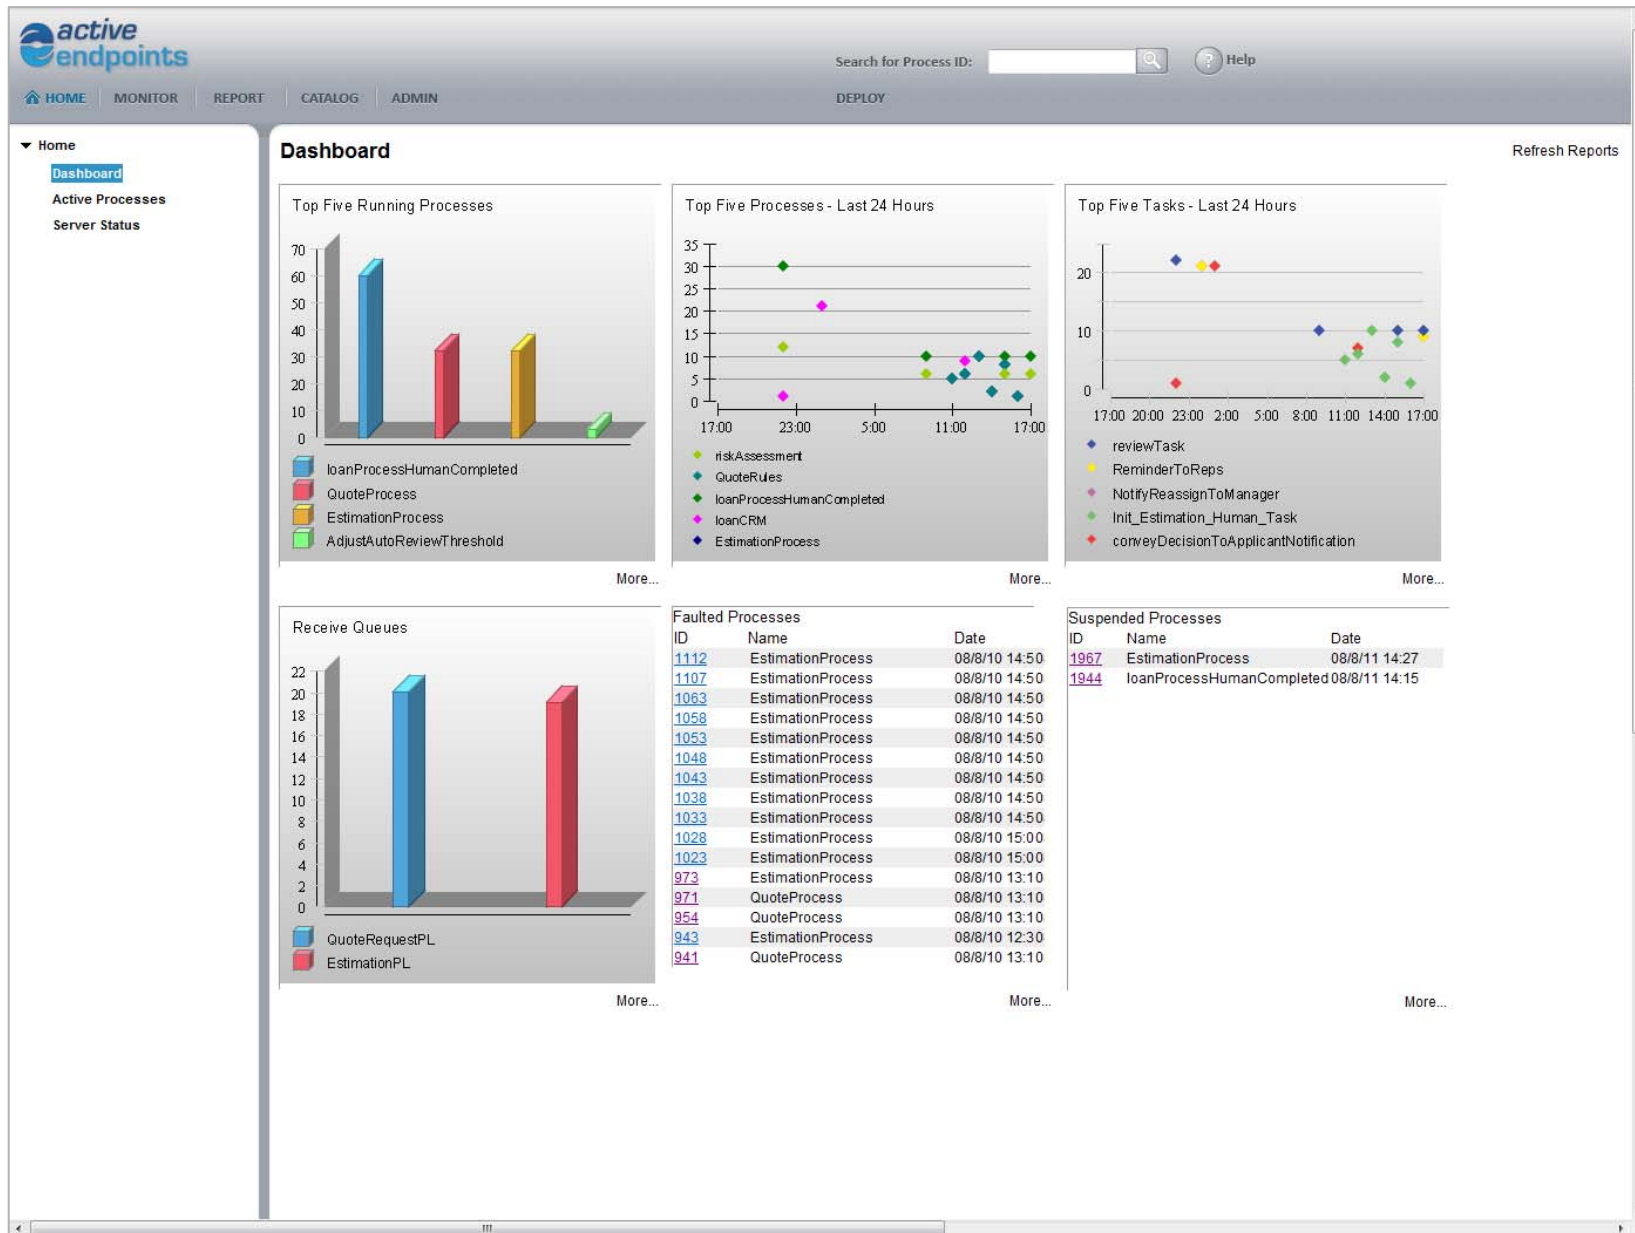 active
endpoints
Search for Process ID:
Help
HOME MONITOR REPORT CATALOG ADMIN DEPLOY
Home
Dashboard
Active Processes
Server Status
Dashboard
Refresh Reports
Top Five Running Processes
70
60
50
40
30
20
10
0
loanProcessHumanCompleted
QuoteProcess
EstimationProcess
AdjustAutoReviewThreshold
More...
Top Five Processes - Last 24 Hours
35
30
25
20
15
10
5
0
17:00 23:00 5:00 11:00 17:00
riskAssessment
QuoteRules
loanProcessHumanCompleted
loanCRM
EstimationProcess
More...
Top Five Tasks - Last 24 Hours
20
10
0
17:00 20:00 23:00 2:00 5:00 8:00 11:00 14:00 17:00
reviewTask
ReminderToReps
NotifyReassignToManager
Init_Estimation_Human_Task
conveyDecisionToApplicantNotification
More...
Receive Queues
22
20
18
16
14
12
10
8
6
4
2
0
QuoteRequestPL
EstimationPL
More...
Faulted Processes
ID Name Date
1112 EstimationProcess 08/8/10 14:50
1107 EstimationProcess 08/8/10 14:50
1063 EstimationProcess 08/8/10 14:50
1058 EstimationProcess 08/8/10 14:50
1053 EstimationProcess 08/8/10 14:50
1048 EstimationProcess 08/8/10 14:50
1043 EstimationProcess 08/8/10 14:50
1038 EstimationProcess 08/8/10 14:50
1033 EstimationProcess 08/8/10 14:50
1028 EstimationProcess 08/8/10 15:00
1023 EstimationProcess 08/8/10 15:00
973 EstimationProcess 08/8/10 13:10
971 QuoteProcess 08/8/10 13:10
954 QuoteProcess 08/8/10 13:10
943 EstimationProcess 08/8/10 12:30
941 QuoteProcess 08/8/10 13:10
More...
Suspended Processes
ID Name Date
1967 EstimationProcess 08/8/11 14:27
1944 loanProcessHumanCompleted 08/8/11 14:15
More...